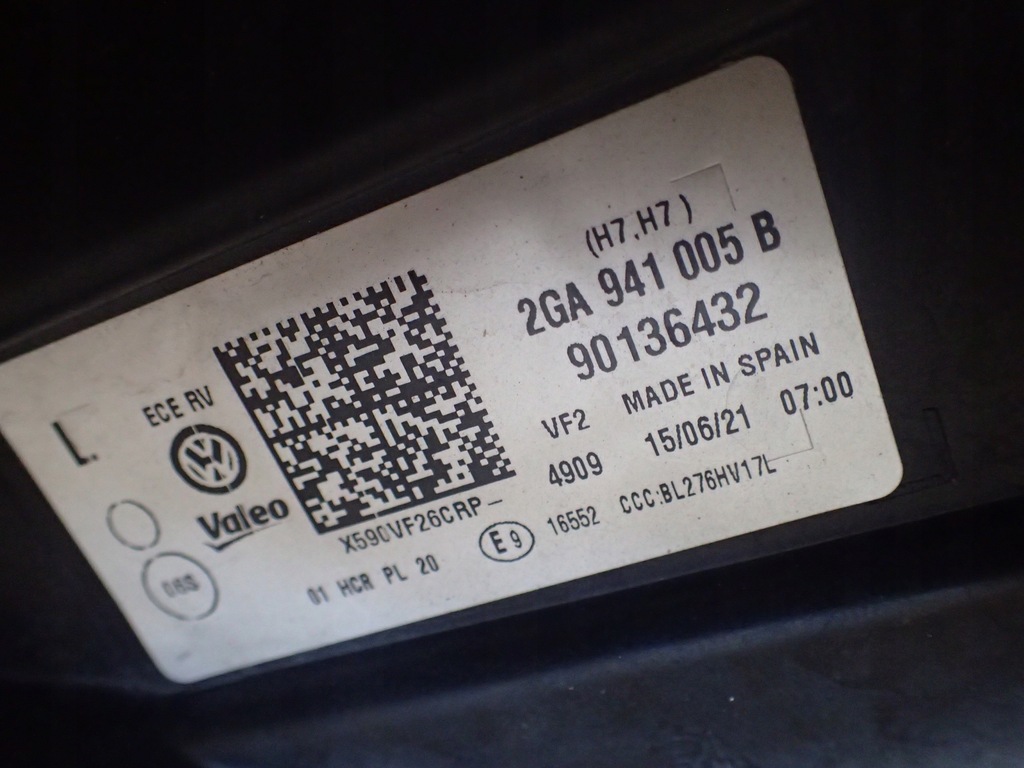 (H7,H7)
2GA 941 005 B
90136432
VF2 MADE IN SPAIN
4909 15/06/21 07:00
L.
ECE RV
Valeo
X590VF26CRP-
01 HCR PL 20 E9 16552 CCC:BL276HV17L